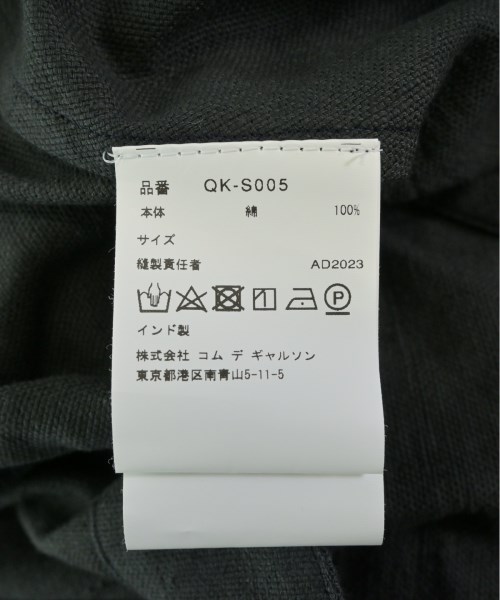 品番 QK-S005
本体 綿 100%
サイズ
縫製責任者 AD2023
P
インド製
株式会社 コム デ ギャルソン
東京都港区南青山5-11-5